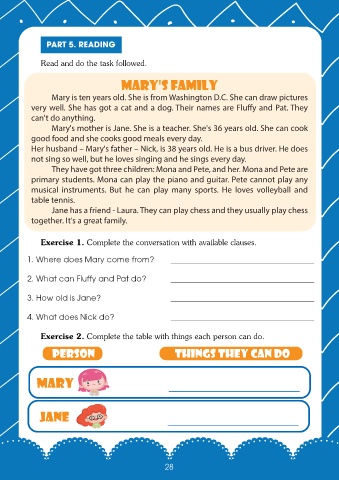 PART 5. READING
Read and do the task followed.
MARY'S FAMILY
Mary is ten years old. She is from Washington D.C. She can draw pictures
very well. She has got a cat and a dog. Their names are Fluffy and Pat. They
can't do anything.
Mary's mother is Jane. She is a teacher. She's 36 years old. She can cook
good food and she cooks good meals every day.
Her husband – Mary's father – Nick, is 38 years old. He is a bus driver. He does
not sing so well, but he loves singing and he sings every day.
They have got three children: Mona and Pete, and her. Mona and Pete are
primary students. Mona can play the piano and guitar. Pete cannot play any
musical instruments. But he can play many sports. He loves volleyball and
table tennis.
Jane has a friend - Laura. They can play chess and they usually play chess
together. It's a great family.
Exercise 1. Complete the conversation with available clauses.
1. Where does Mary come from?
2. What can Fluffy and Pat do?
3. How old is Jane?
4. What does Nick do?
Exercise 2. Complete the table with things each person can do.
PERSON THINGS THEY CAN DO
MARY
JANE
28